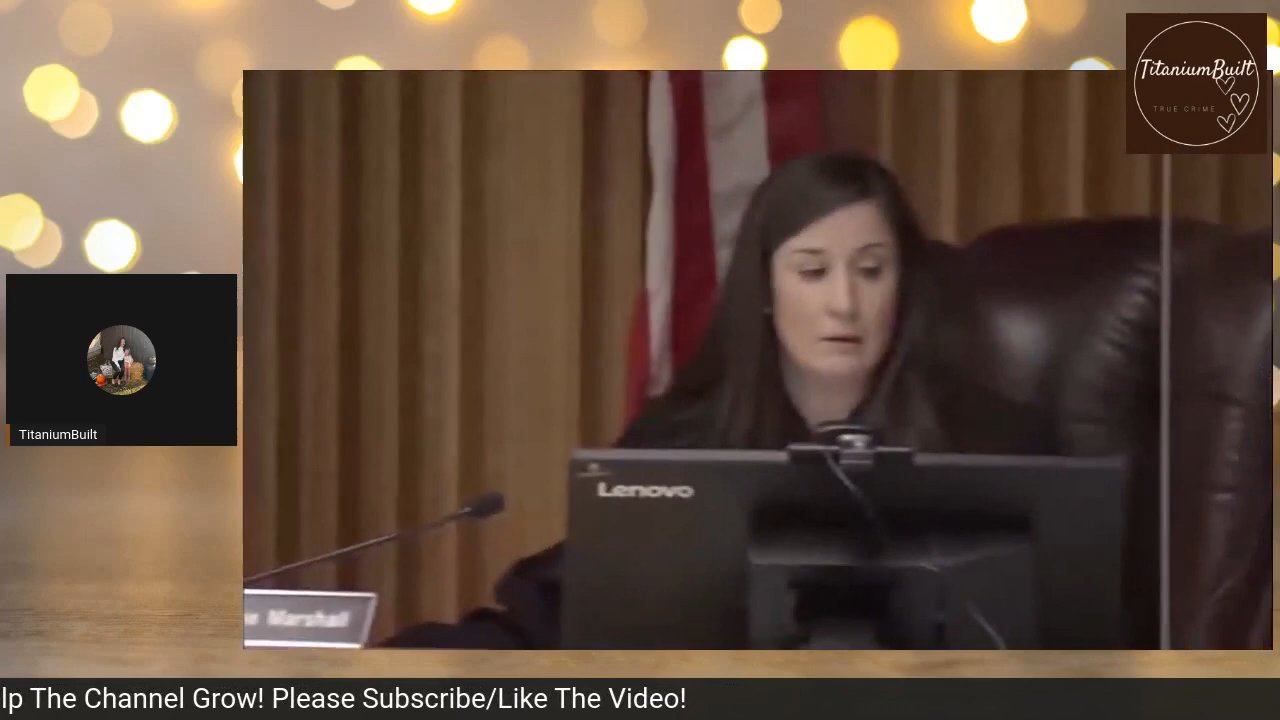 TitaniumBuilt
TRUE CRIME
TitaniumBuilt
Lenovo
Marshall
lp The Channel Grow! Please Subscribe/Like The Video!